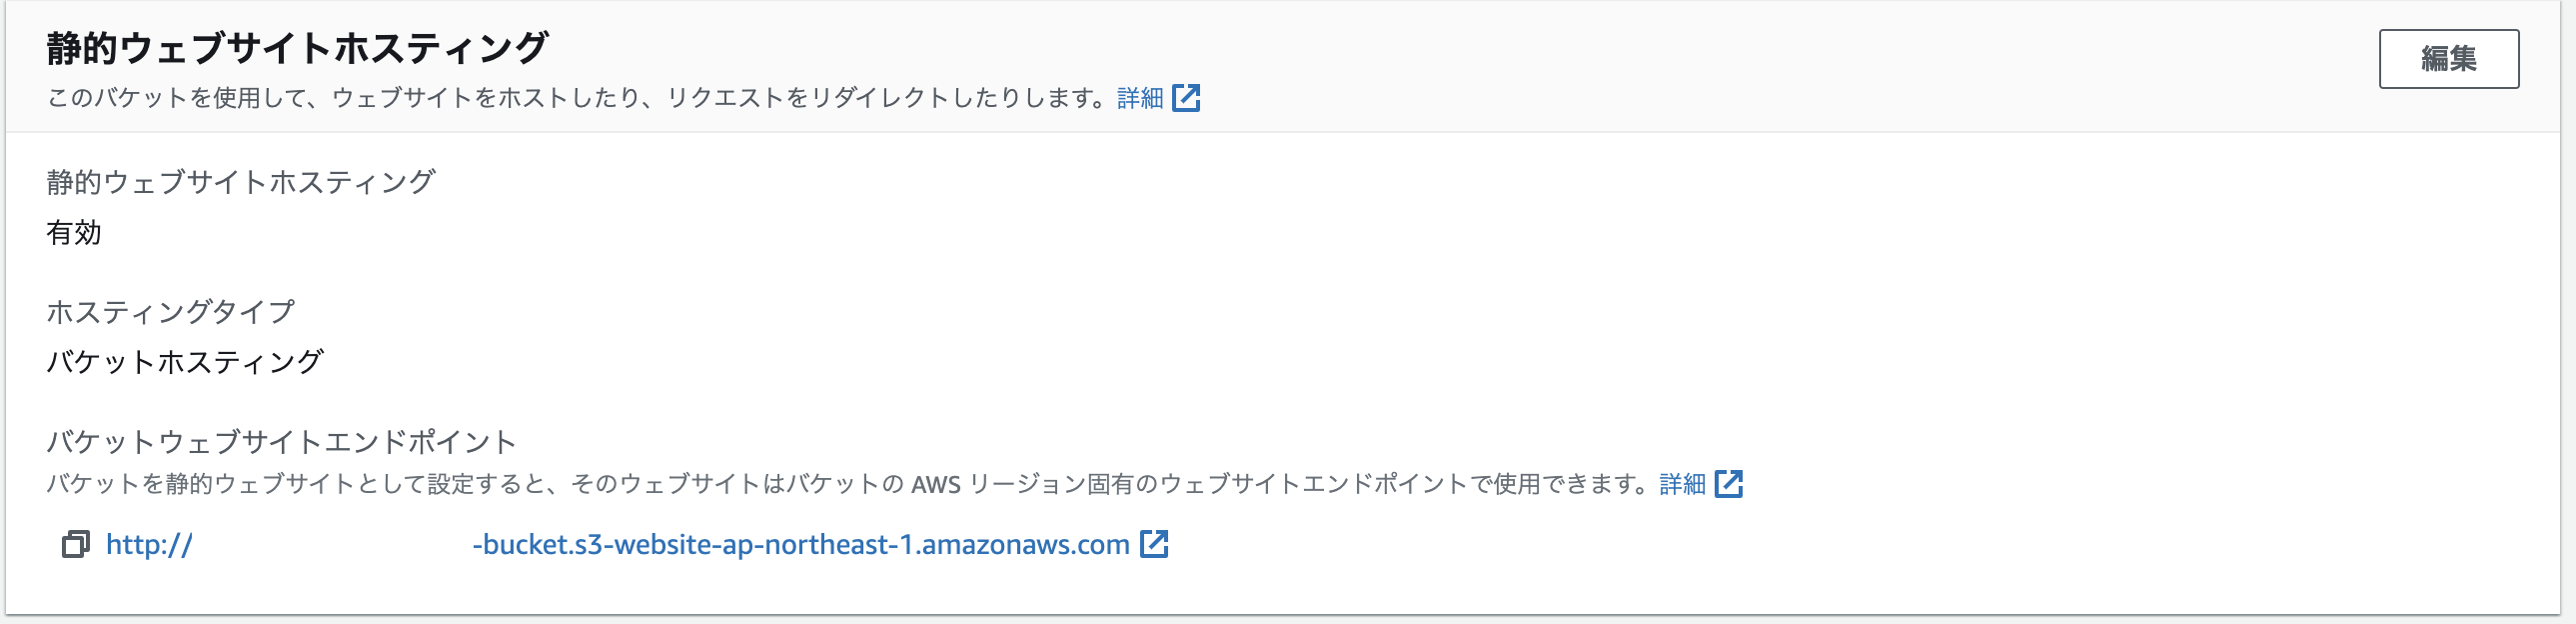 静的ウェブサイトホスティング
編集
このバケットを使用して、ウェブサイトをホストしたり、リクエストをリダイレクトしたりします。詳細
静的ウェブサイトホスティング
有効
ホスティングタイプ
バケットホスティング
バケットウェブサイトエンドポイント
バケットを静的ウェブサイトとして設定すると、そのウェブサイトはバケットの AWS リージョン固有のウェブサイトエンドポイントで使用できます。詳細
http:// -bucket.s3-website-ap-northeast-1.amazonaws.com